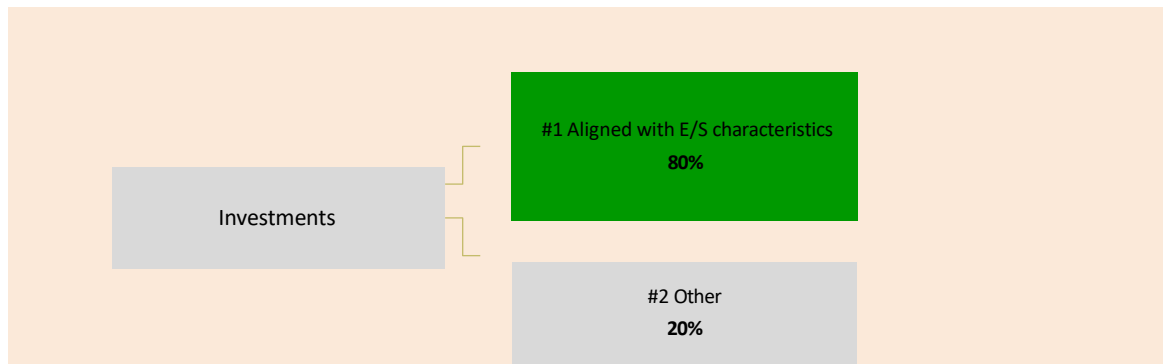 #1 Aligned with E/S characteristics
80%
Investments
#2 Other
20%